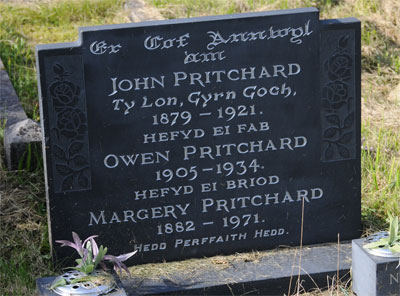 Er Cof Annwyl
am
JOHN PRITCHARD
TY LON, GYRN GOCH,
1879 – 1921.
HEFYD EI FAB
OWEN PRITCHARD
1905-1934.
HEFYD EI BRIOD
MARGERY PRITCHARD
1882 – 1971.
HEDD PERFFAITH HEDD.